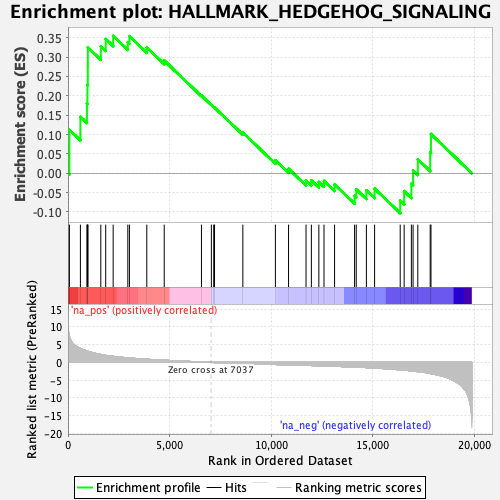 Enrichment plot: HALLMARK_HEDGEHOG_SIGNALING
Enrichment score (ES)
0.35
0.30
0.25
0.20
0.15
0.10
0.05
0.00
-0.05
-0.10
'na_pos' (positively correlated)
Ranked list metric (PreRanked)
15
10
5
0
-5
-10
-15
-20
Zero cross at 7037
'na_neg' (negatively correlated)
0
5,000
10,000
15,000
20,000
Rank in Ordered Dataset
Enrichment profile
Hits
Ranking metric scores